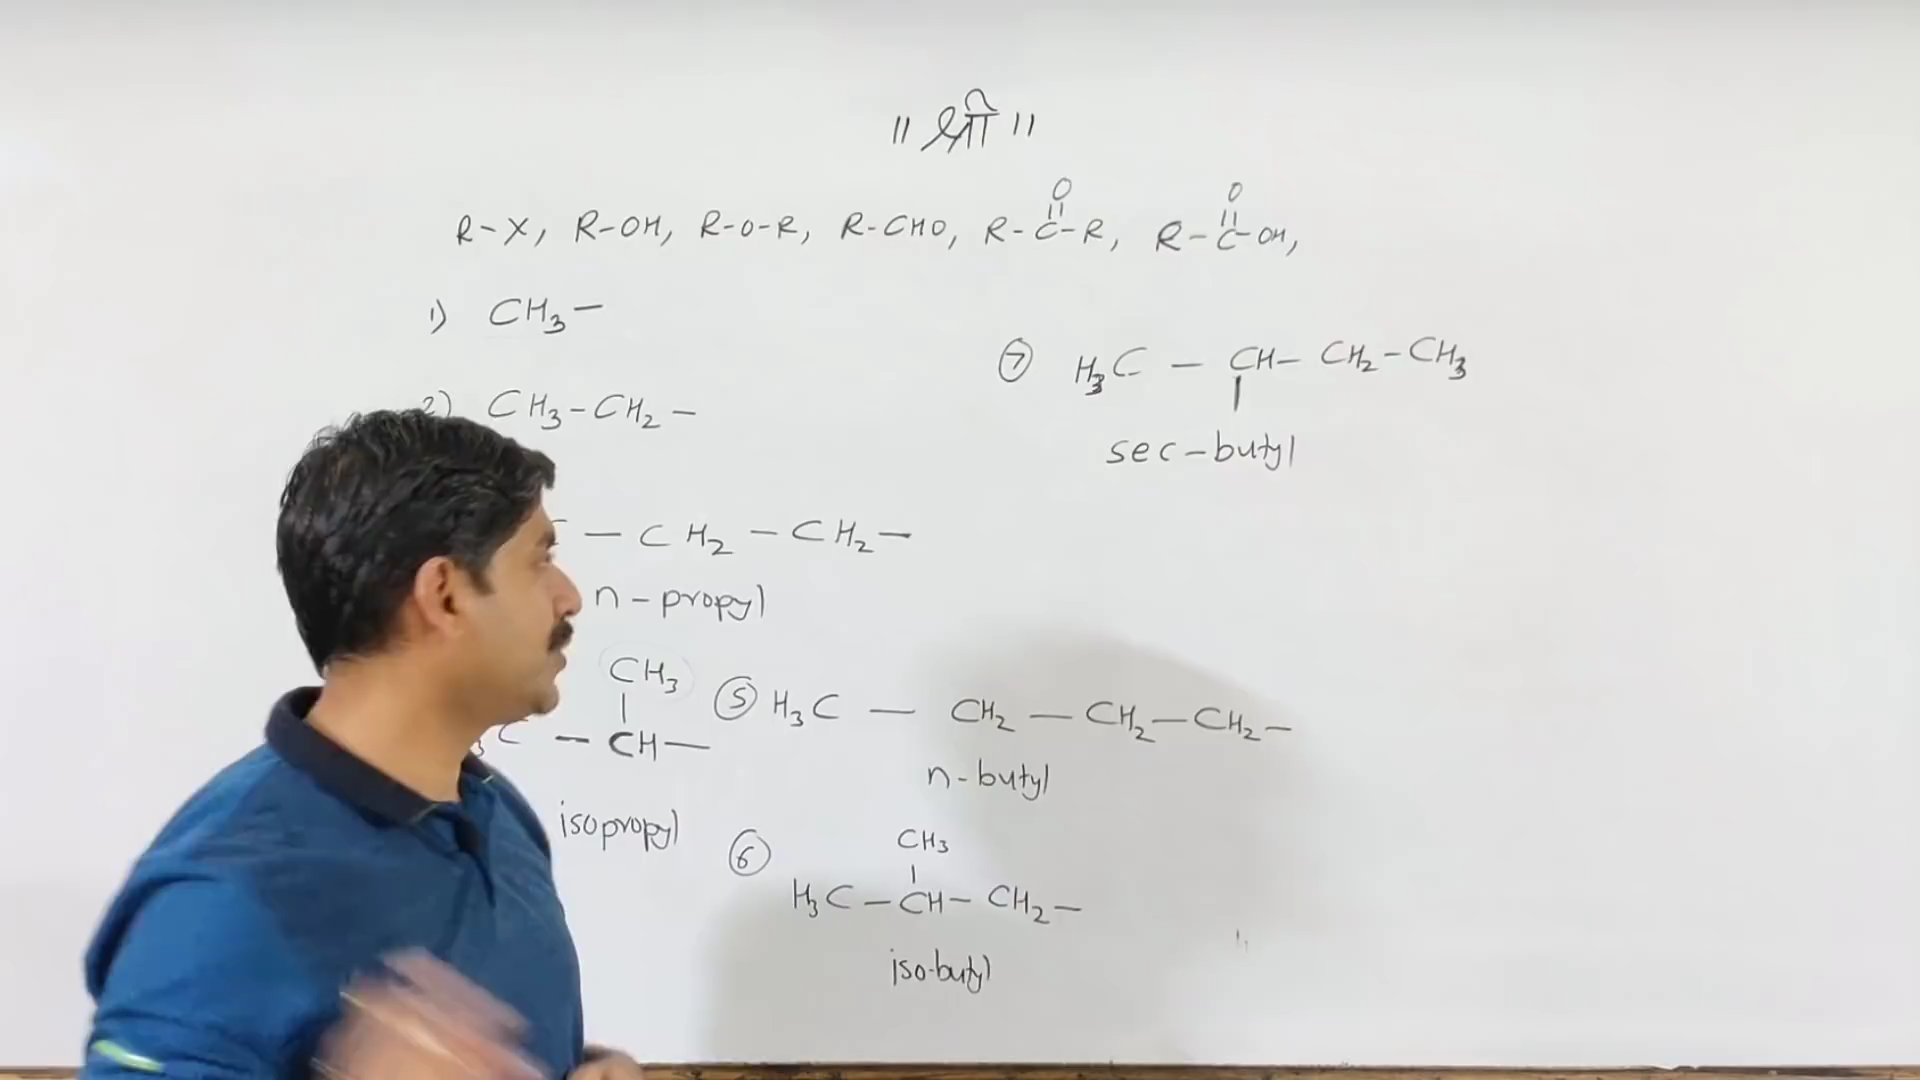 ॥ श्री ॥
R-X, R-OH, R-O-R, R-CHO, R-C-R, R-C-OH,
O
||
O
||
1) CH₃-
2) CH₃-CH₂-
- CH₂ - CH₂-
n-propyl
CH₃
|
₃C - CH-
isopropyl
⑤ H₃C - CH₂ - CH₂-CH₂-
n-butyl
⑥
CH₃
|
H₃C-CH-CH₂-
iso-butyl
⑦ H₃C - CH- CH₂-CH₃
|
sec-butyl